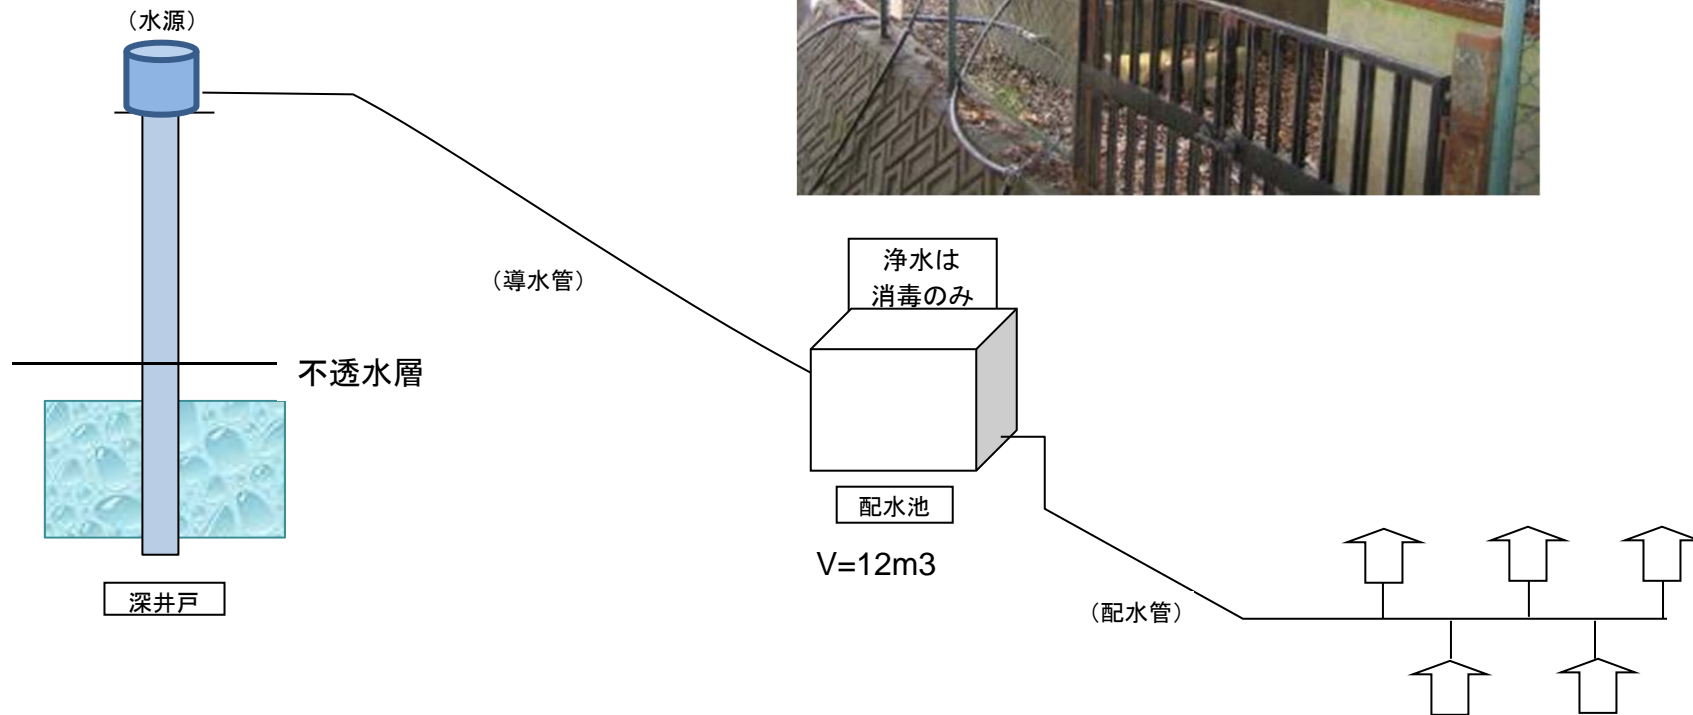 （水源）
（導水管）
浄水は
消毒のみ
不透水層
配水池
V=12m3
深井戸
（配水管）